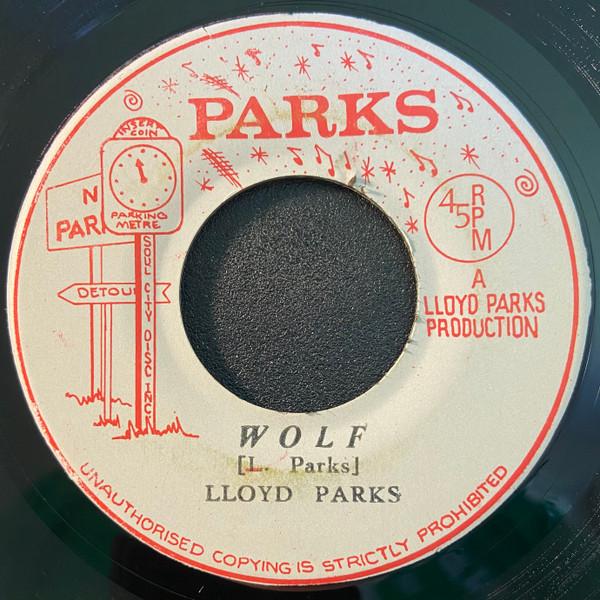 PARKS
INSERT
COIN
PARKING
METRE
N
PAR
DETOU
SOUL CITY DISC INC
45
RPM
A
LLOYD PARKS
PRODUCTION
WOLF
[L. Parks]
LLOYD PARKS
UNAUTHORISED COPYING IS STRICTLY PROHIBITED